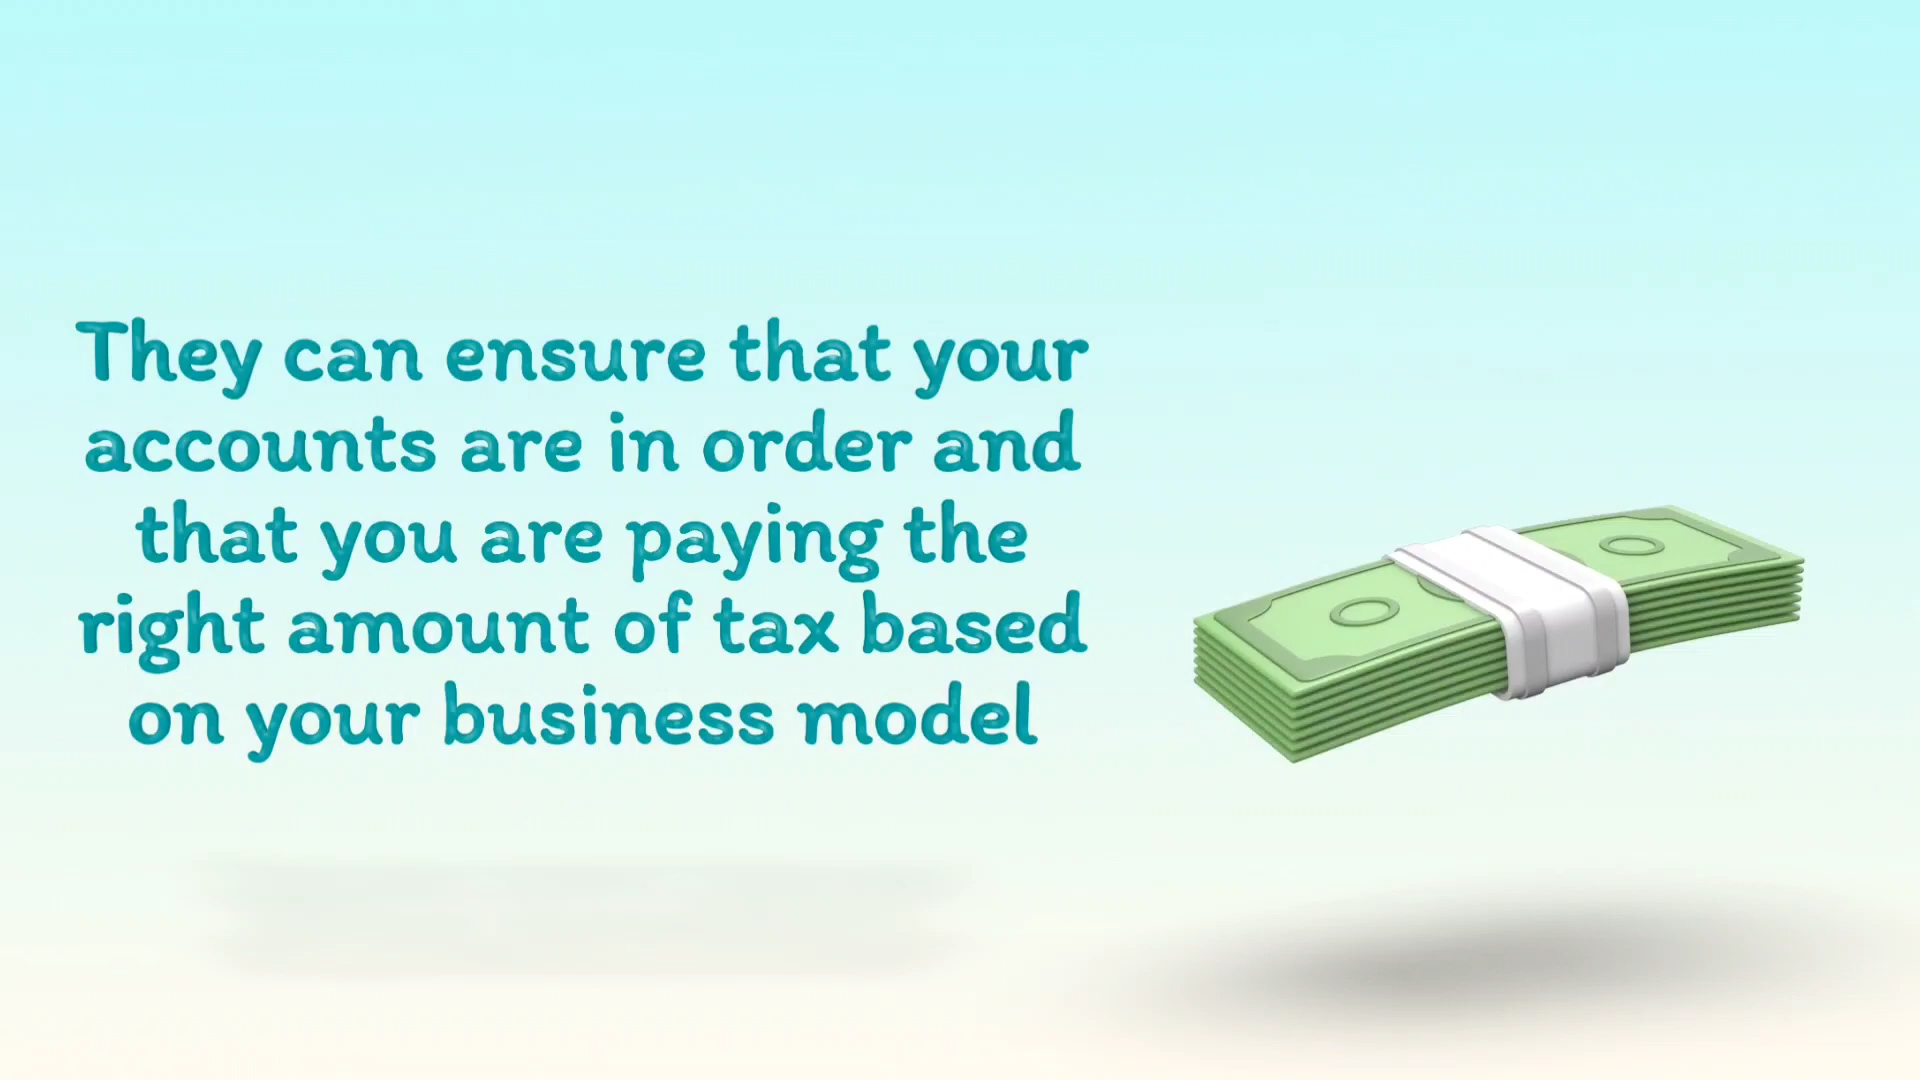 They can ensure that your
accounts are in order and
that you are paying the
right amount of tax based
on your business model